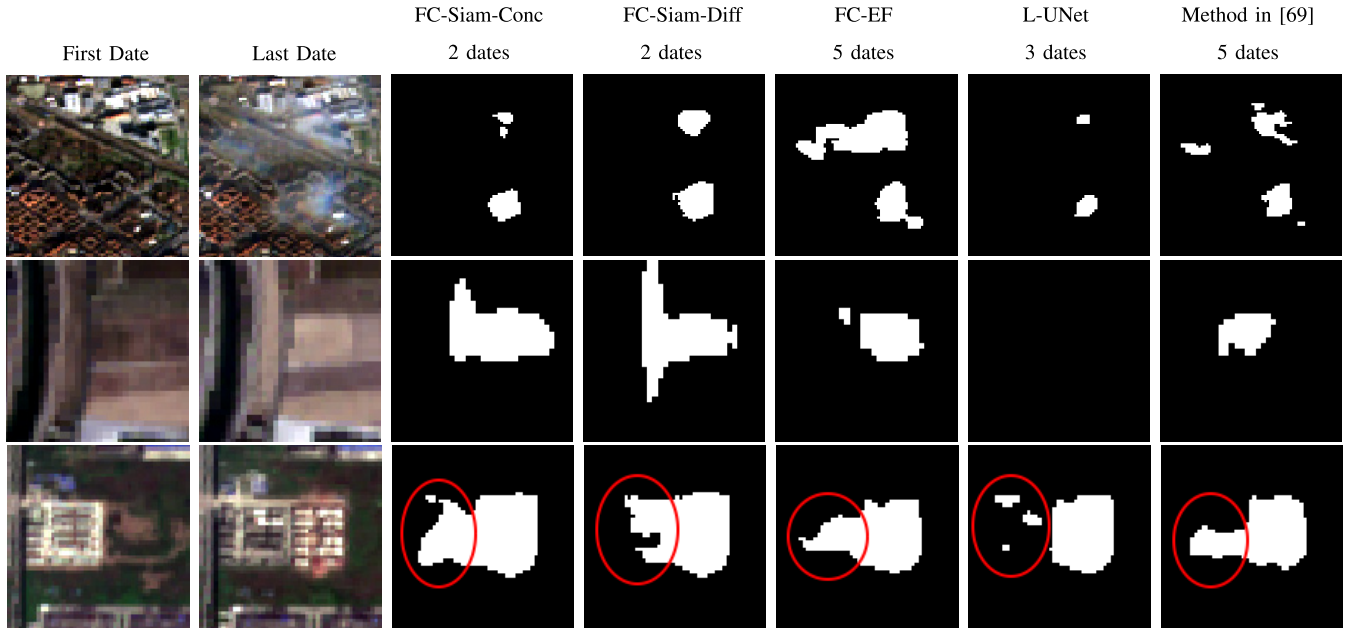 FC-Siam-Conc FC-Siam-Diff FC-EF L-UNet Method in [69]
First Date Last Date 2 dates 2 dates 5 dates 3 dates 5 dates